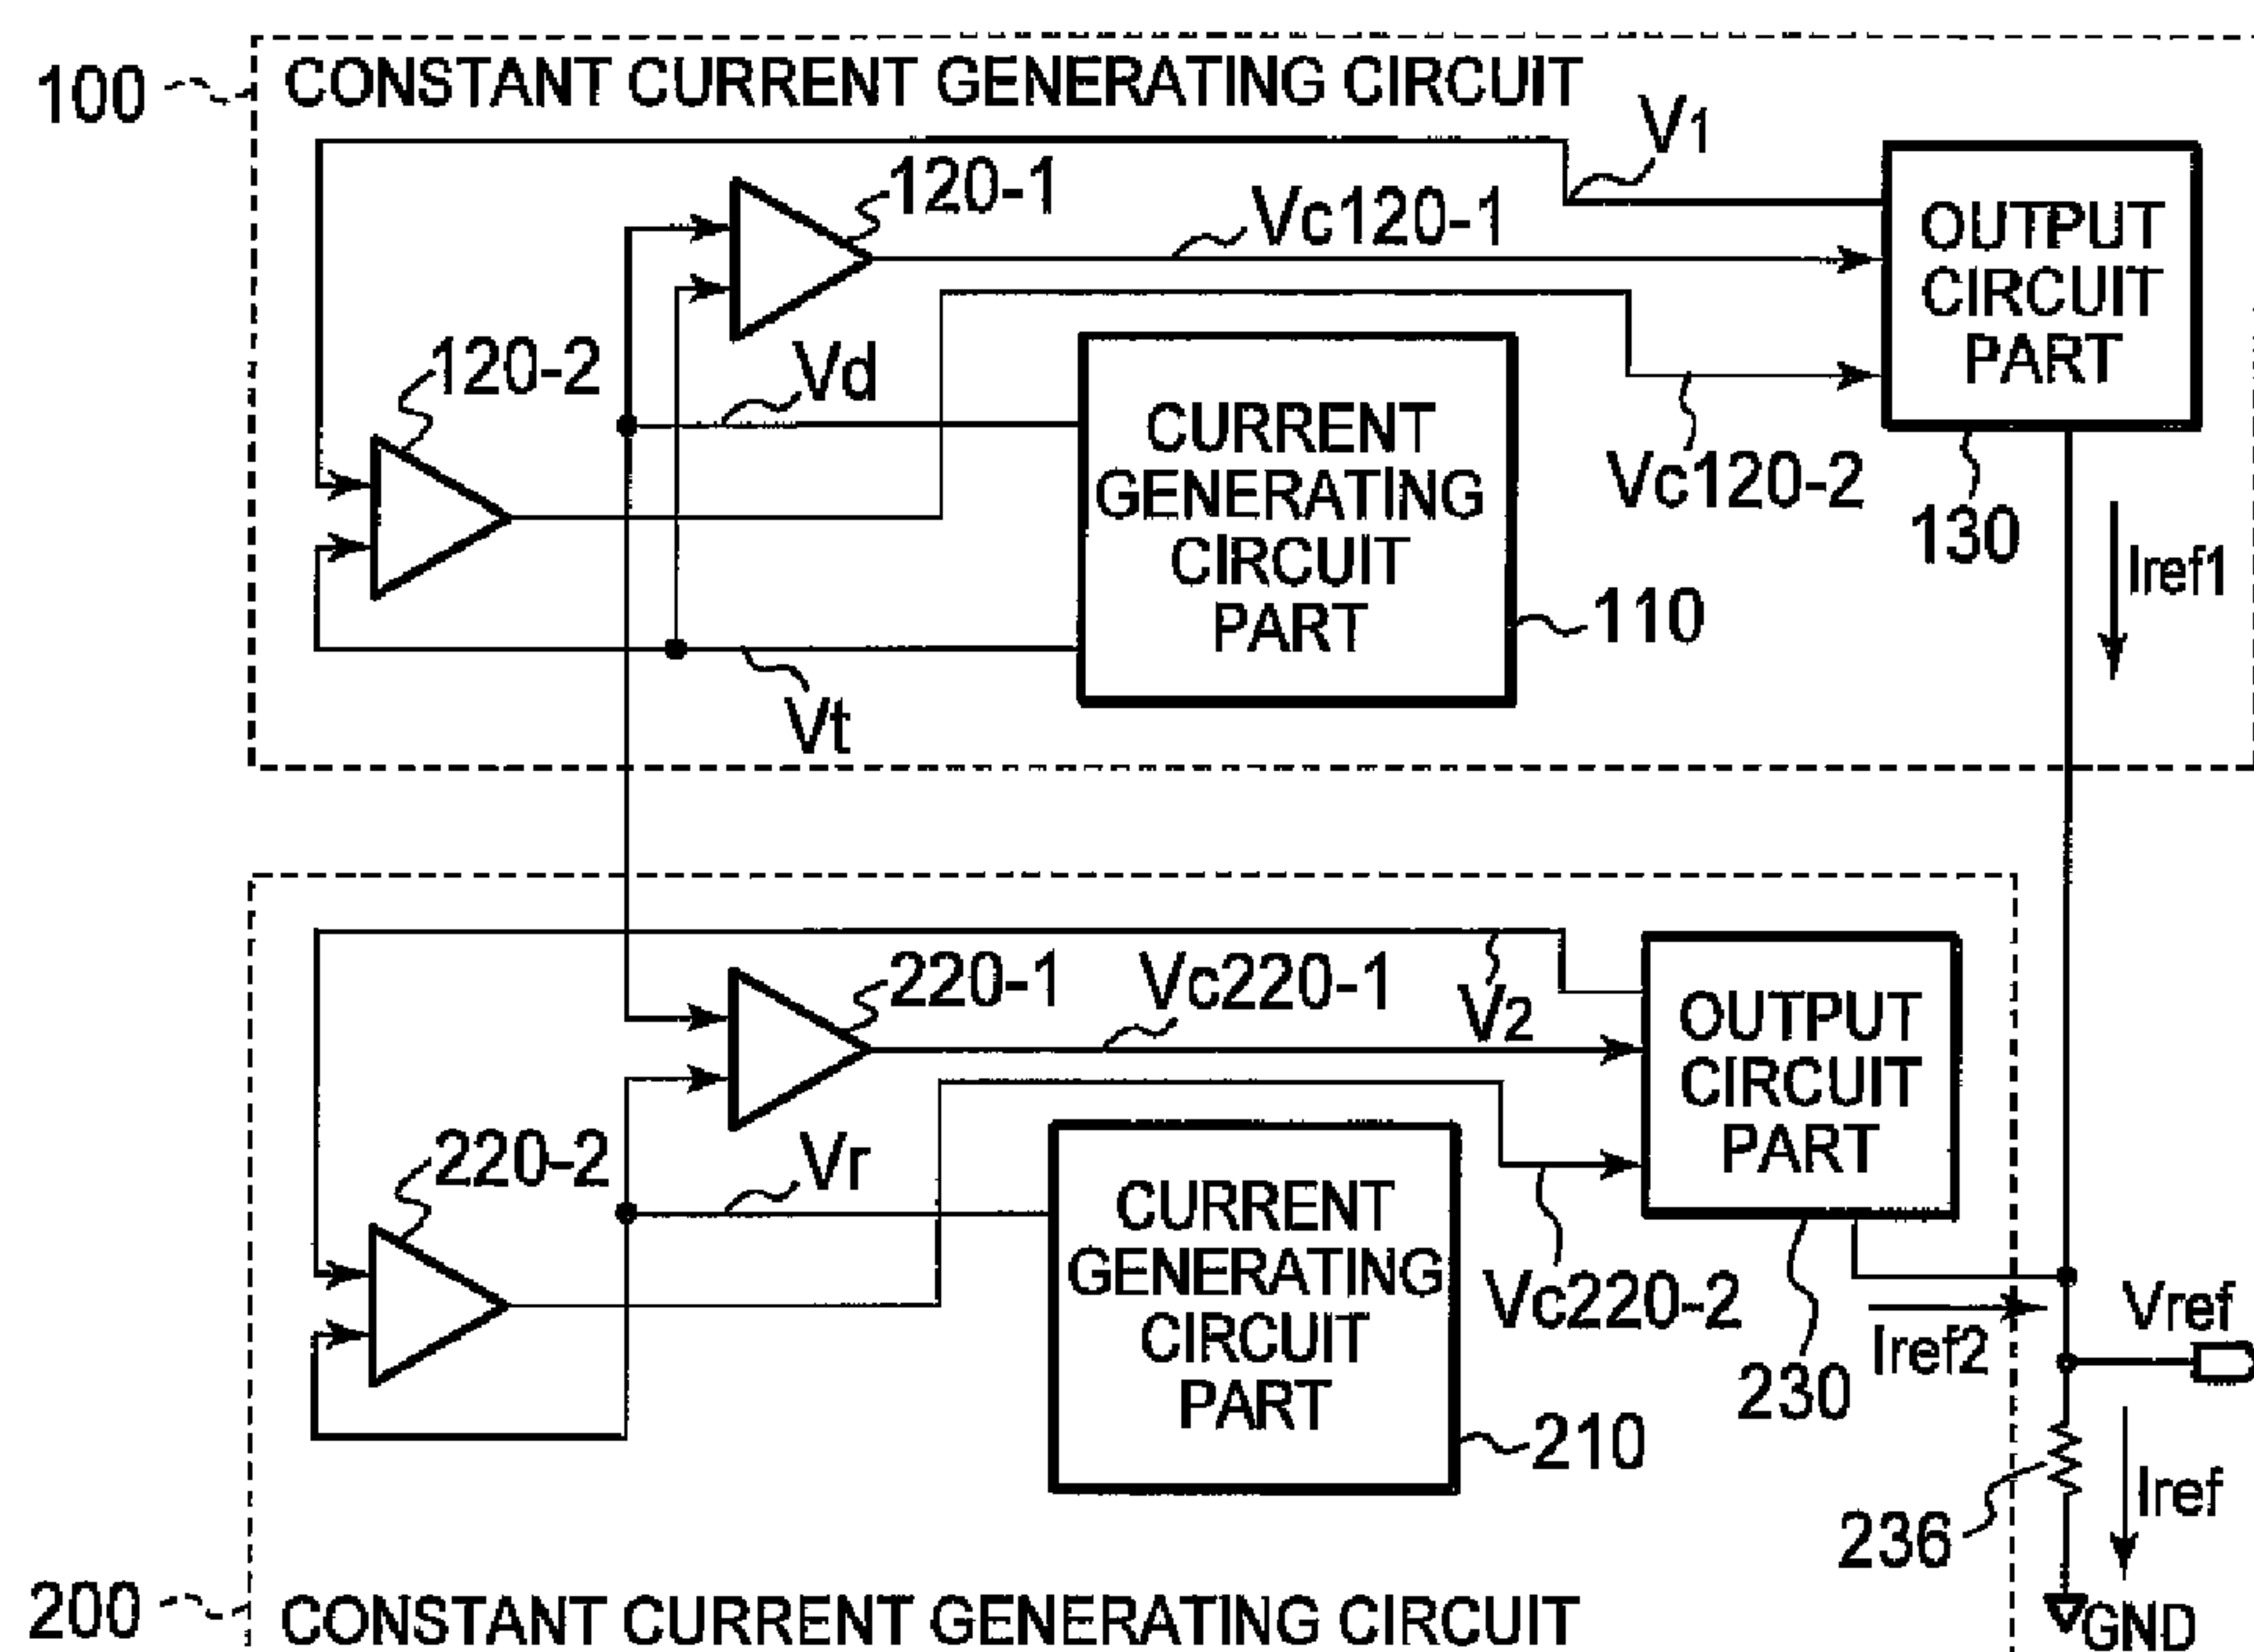 100
CONSTANT CURRENT GENERATING CIRCUIT
V1
120-1
Vc120-1
OUTPUT
CIRCUIT
PART
120-2
Vd
CURRENT
GENERATING
CIRCUIT
PART
Vc120-2
130
110
Iref1
Vt
220-1
Vc220-1
V2
OUTPUT
CIRCUIT
PART
220-2
Vr
CURRENT
GENERATING
CIRCUIT
PART
Vc220-2
230
Iref2
Vref
210
236
Iref
200
CONSTANT CURRENT GENERATING CIRCUIT
GND